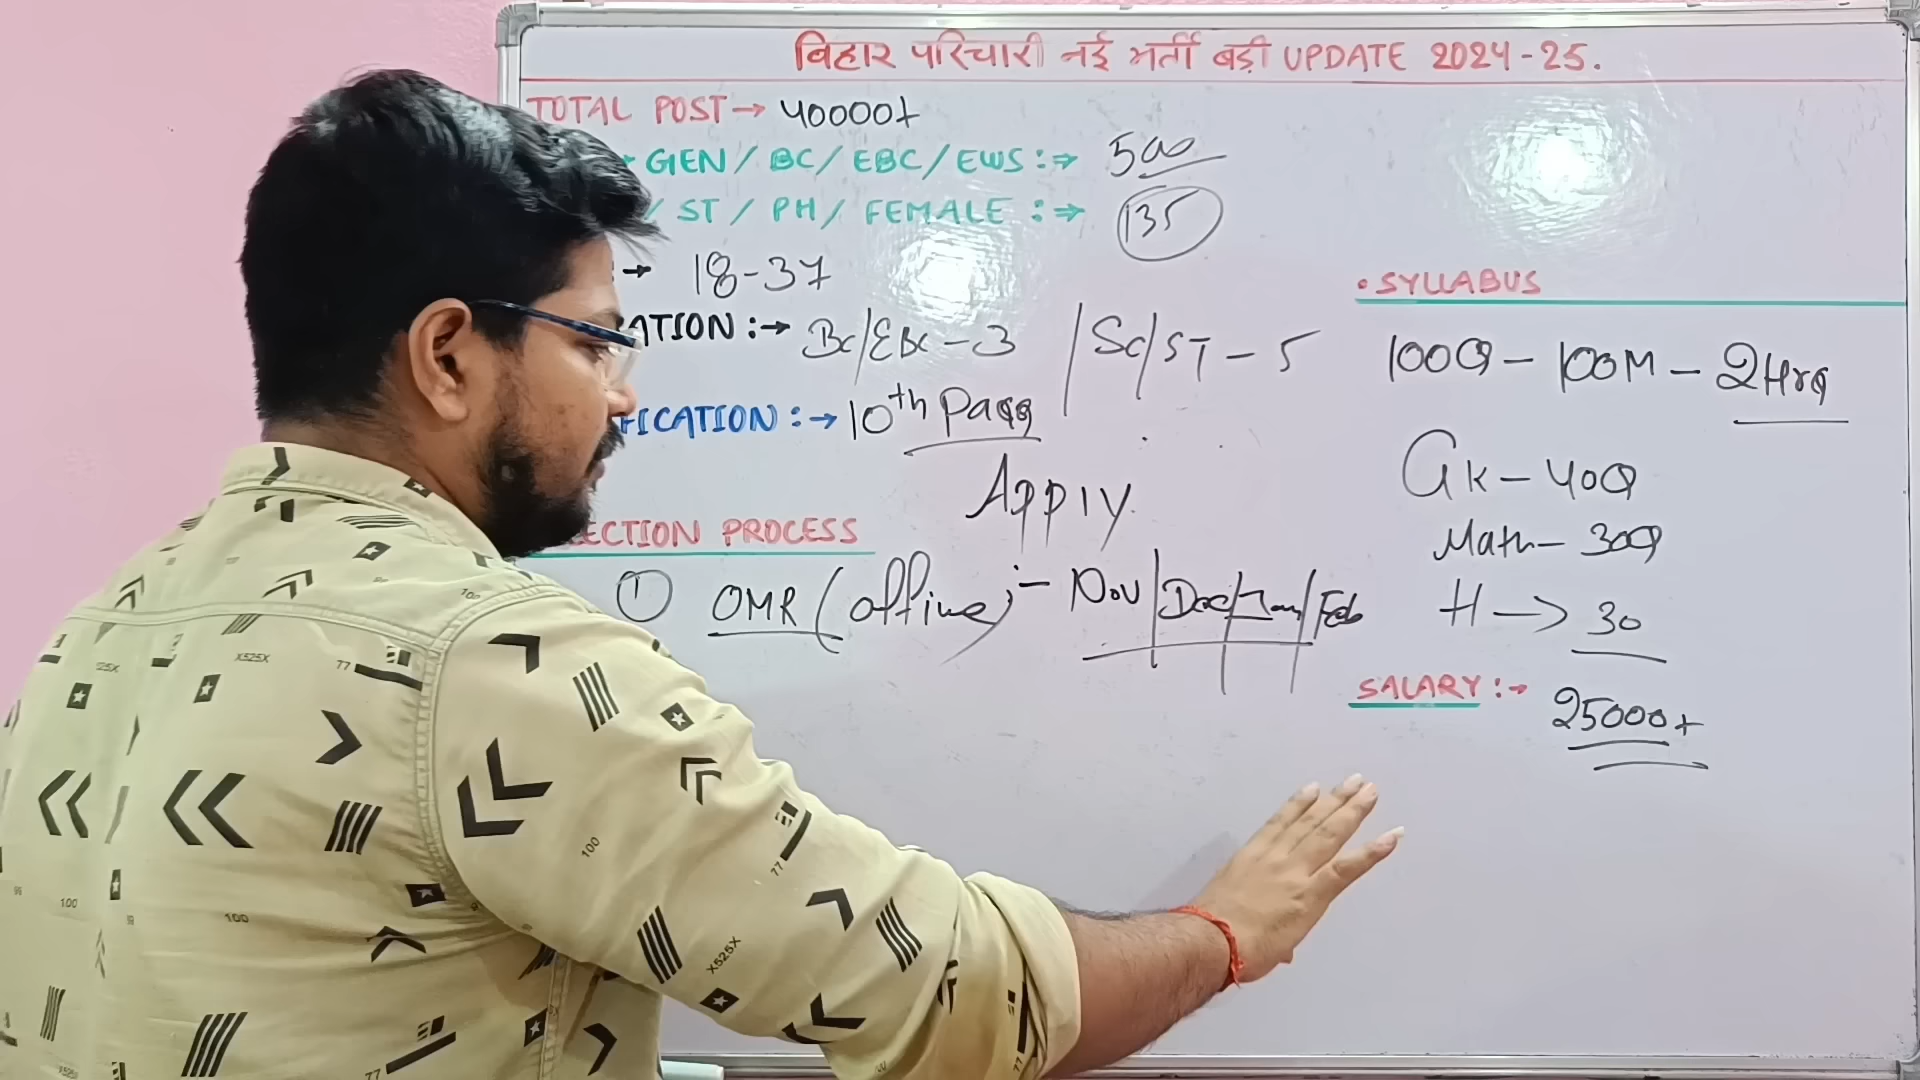 बिहार परिचारी नई भर्ती बड़ी UPDATE 2024-25.
TOTAL POST→ 40000+
GEN/BC/EBC/EWS:⇒ 500
/ST/PH/FEMALE:⇒ 135
→ 18-37
ATION:→ BC/EBC-3 /SC/ST-5
FICATION:→ 10th Pass
Apply
ECTION PROCESS
① OMR (offline):- Nov/Dec/Jan/Feb
•SYLLABUS
100Q-100M-2Hrs
GK-40Q
Math-30Q
H→30
SALARY:→ 25000+